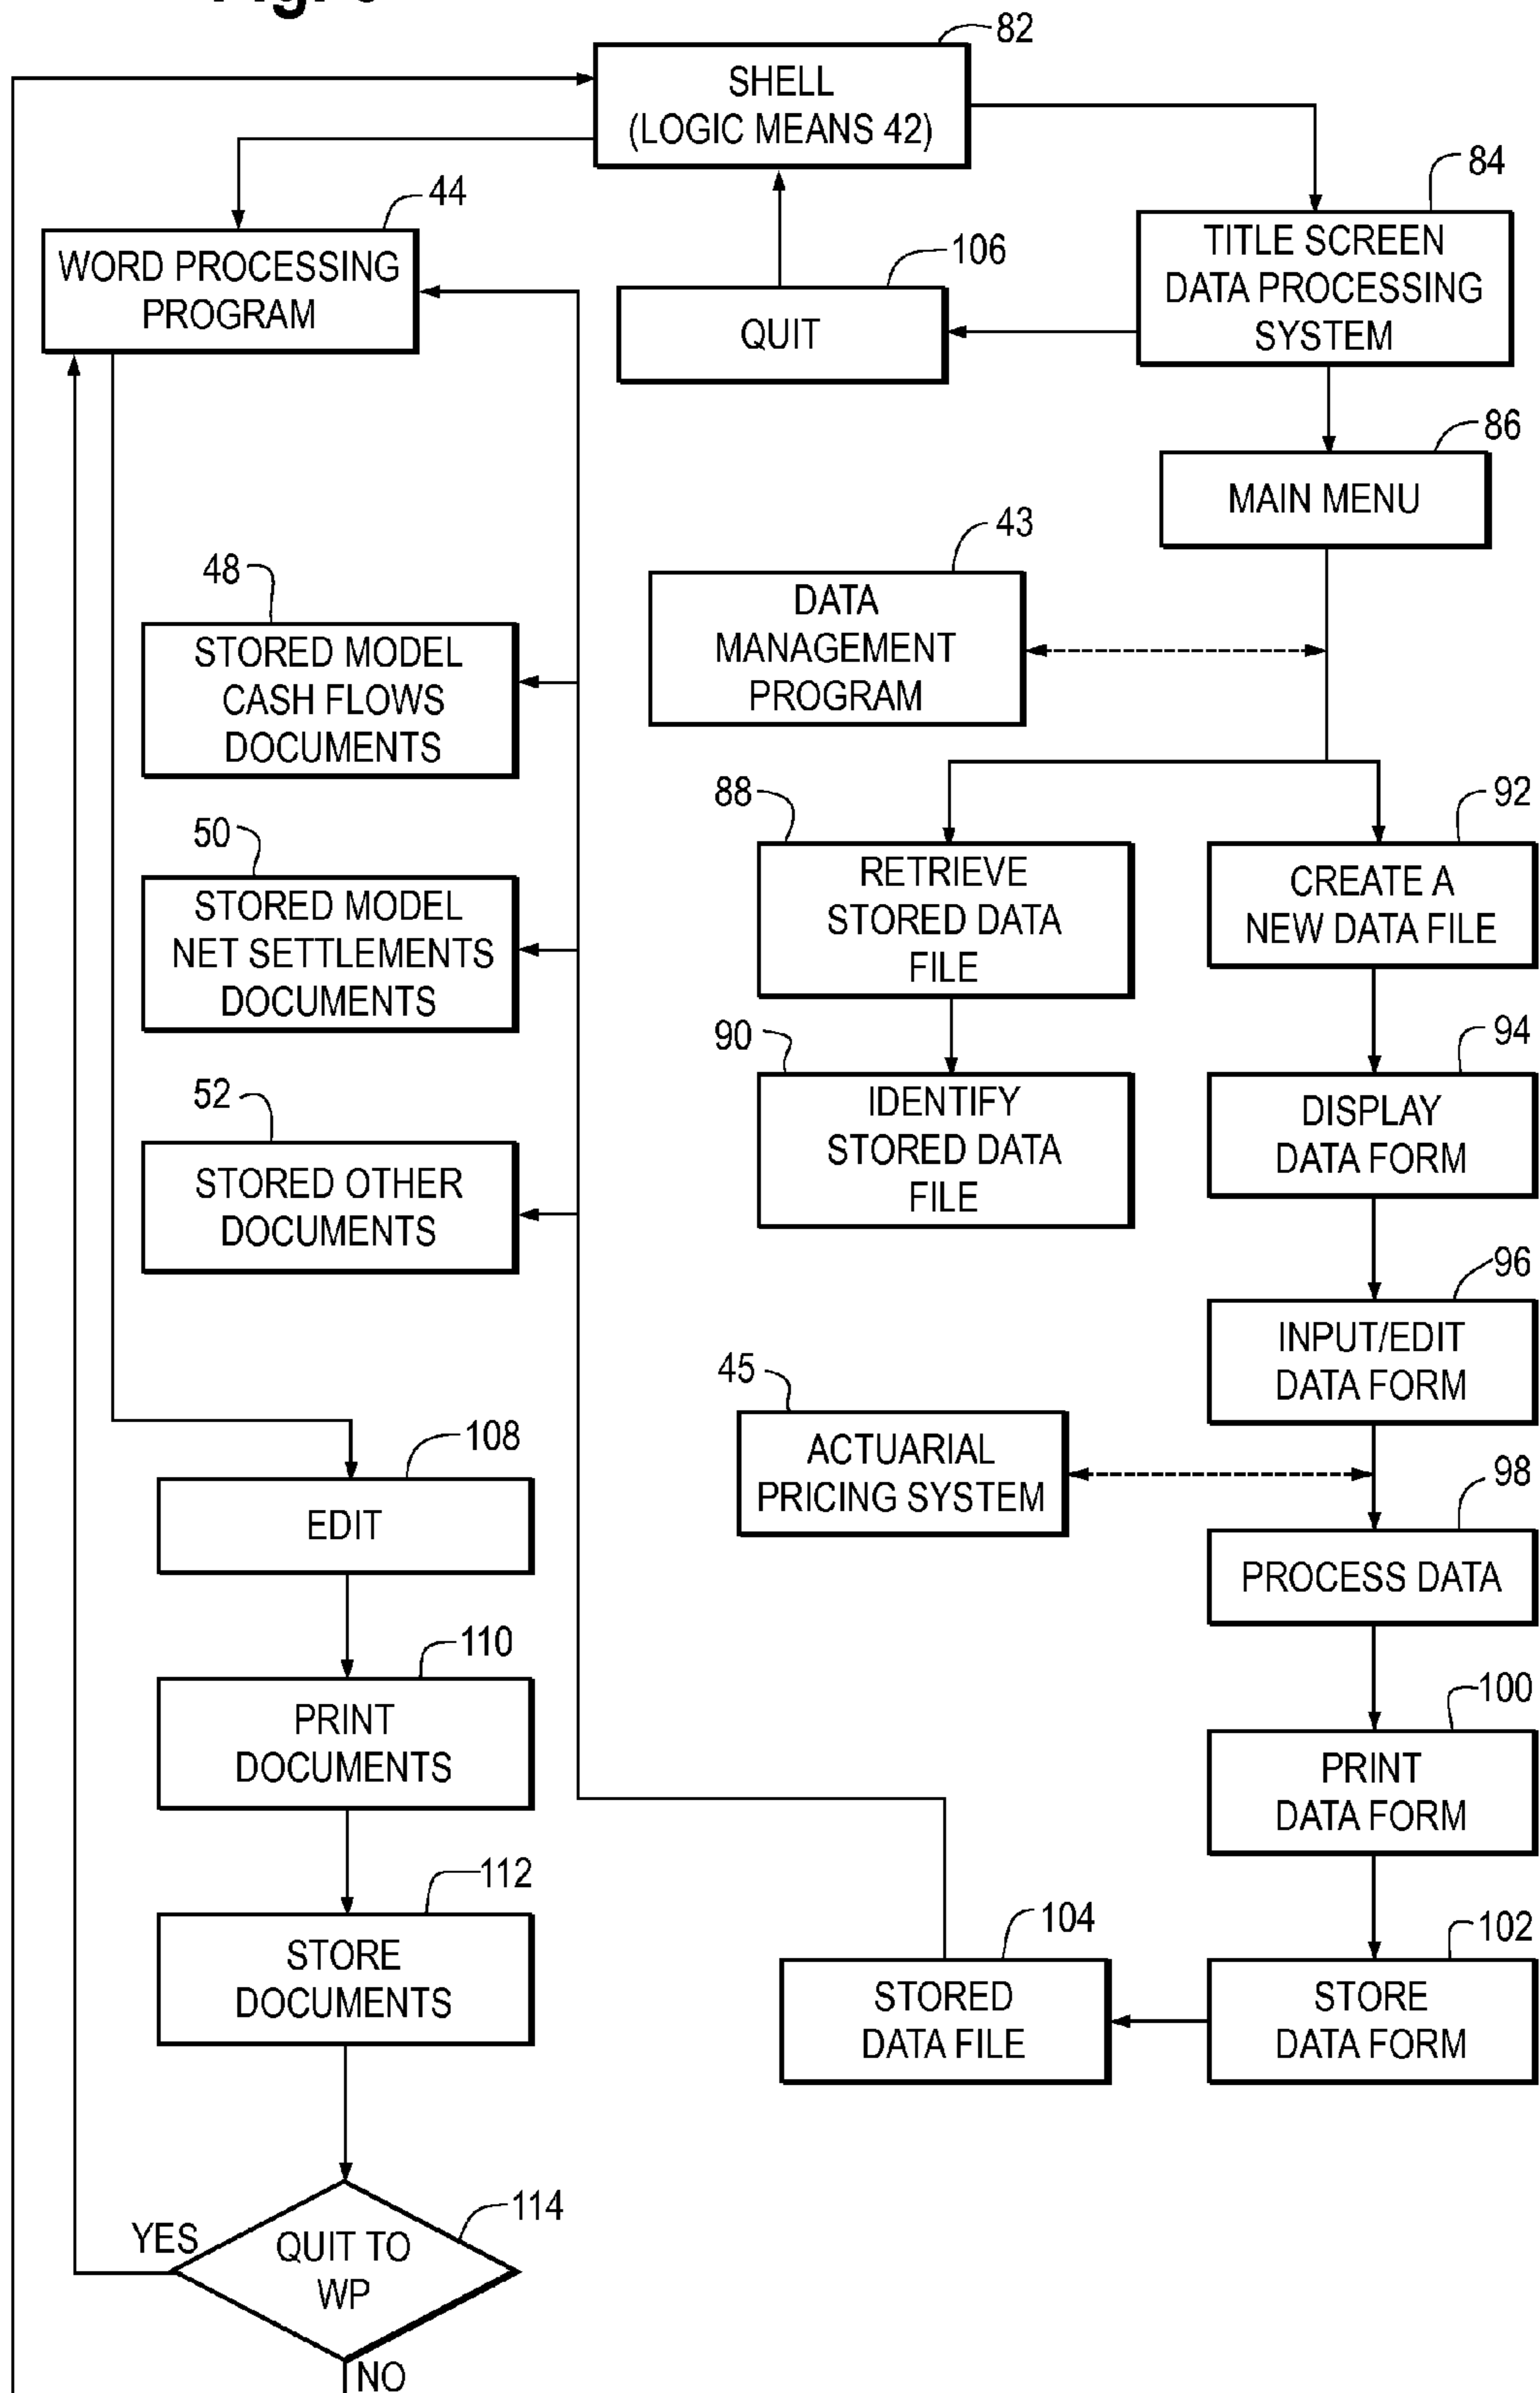 82
SHELL
(LOGIC MEANS 42)
84
TITLE SCREEN
DATA PROCESSING
SYSTEM
44
WORD PROCESSING
PROGRAM
106
QUIT
86
MAIN MENU
43
DATA
MANAGEMENT
PROGRAM
48
STORED MODEL
CASH FLOWS
DOCUMENTS
88
RETRIEVE
STORED DATA
FILE
92
CREATE A
NEW DATA FILE
50
STORED MODEL
NET SETTLEMENTS
DOCUMENTS
90
IDENTIFY
STORED DATA
FILE
94
DISPLAY
DATA FORM
52
STORED OTHER
DOCUMENTS
96
INPUT/EDIT
DATA FORM
45
ACTUARIAL
PRICING SYSTEM
108
EDIT
98
PROCESS DATA
110
PRINT
DOCUMENTS
100
PRINT
DATA FORM
112
STORE
DOCUMENTS
104
STORED
DATA FILE
102
STORE
DATA FORM
114
YES
QUIT TO
WP
NO